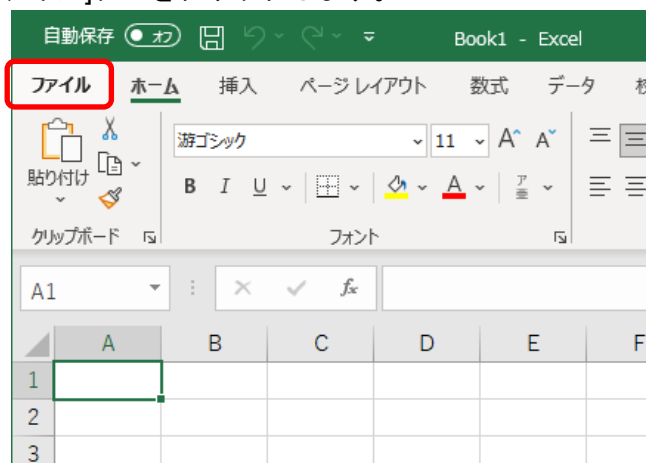 自動保存 オフ Book1 - Excel
ファイル ホーム 挿入 ページ レイアウト 数式 データ
貼り付け
游ゴシック 11 A A
B I U A ア亜
クリップボード フォント
A1 fx
A B C D E F
1
2
3